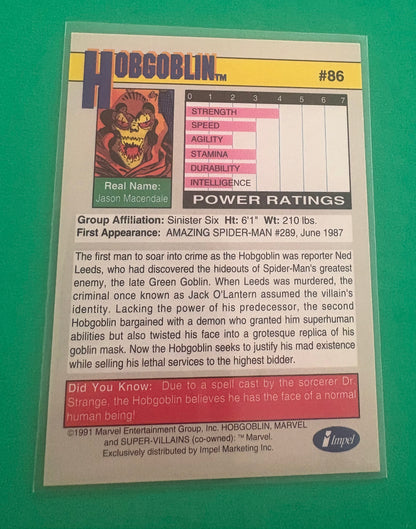 HOBGOBLIN™
#86
0 1 2 3 4 5 6 7
STRENGTH
SPEED
AGILITY
STAMINA
DURABILITY
INTELLIGENCE
POWER RATINGS
Real Name:
Jason Macendale
Group Affiliation: Sinister Six Ht: 6'1" Wt: 210 lbs.
First Appearance: AMAZING SPIDER-MAN #289, June 1987
The first man to soar into crime as the Hobgoblin was reporter Ned
Leeds, who had discovered the hideouts of Spider-Man's greatest
enemy, the late Green Goblin. When Leeds was murdered, the
criminal once known as Jack O'Lantern assumed the villain's
identity. Lacking the power of his predecessor, the second
Hobgoblin bargained with a demon who granted him superhuman
abilities but also twisted his face into a grotesque replica of his
goblin mask. Now the Hobgoblin seeks to justify his mad existence
while selling his lethal services to the highest bidder.
Did You Know: Due to a spell cast by the sorcerer Dr.
Strange, the Hobgoblin believes he has the face of a normal
human being!
©1991 Marvel Entertainment Group, Inc. HOBGOBLIN, MARVEL
and SUPER-VILLAINS (co-owned): ™ Marvel.
Exclusively distributed by Impel Marketing Inc.
i Impel